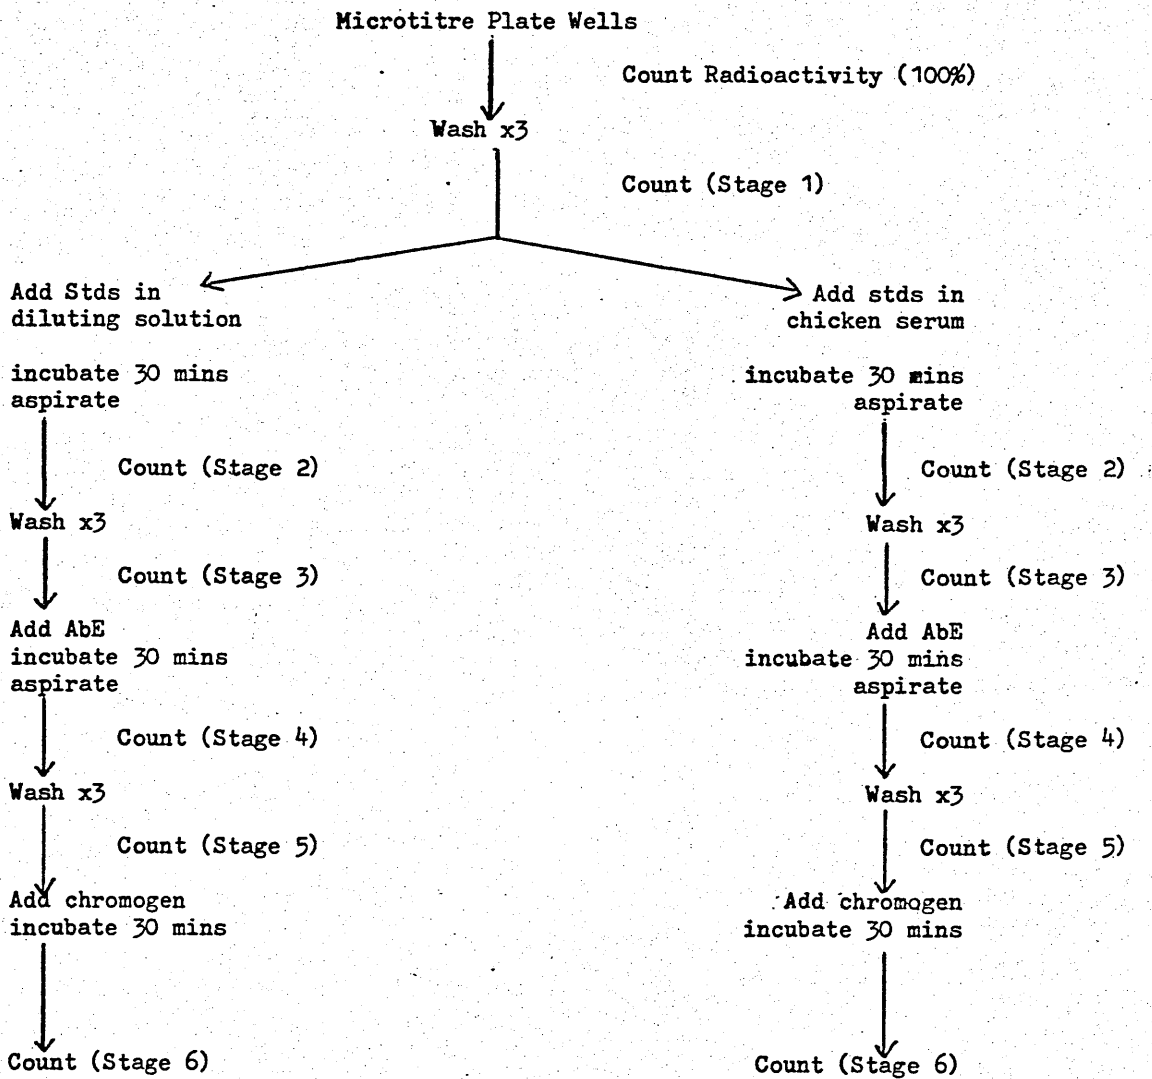 Microtitre Plate Wells
Count Radioactivity (100%)
Wash x3
Count (Stage 1)
Add Stds in
diluting solution
incubate 30 mins
aspirate
Count (Stage 2)
Wash x3
Count (Stage 3)
Add AbE
incubate 30 mins
aspirate
Count (Stage 4)
Wash x3
Count (Stage 5)
Add chromogen
incubate 30 mins
Count (Stage 6)
Add stds in
chicken serum
incubate 30 mins
aspirate
Count (Stage 2)
Wash x3
Count (Stage 3)
Add AbE
incubate 30 mins
aspirate
Count (Stage 4)
Wash x3
Count (Stage 5)
Add chromogen
incubate 30 mins
Count (Stage 6)